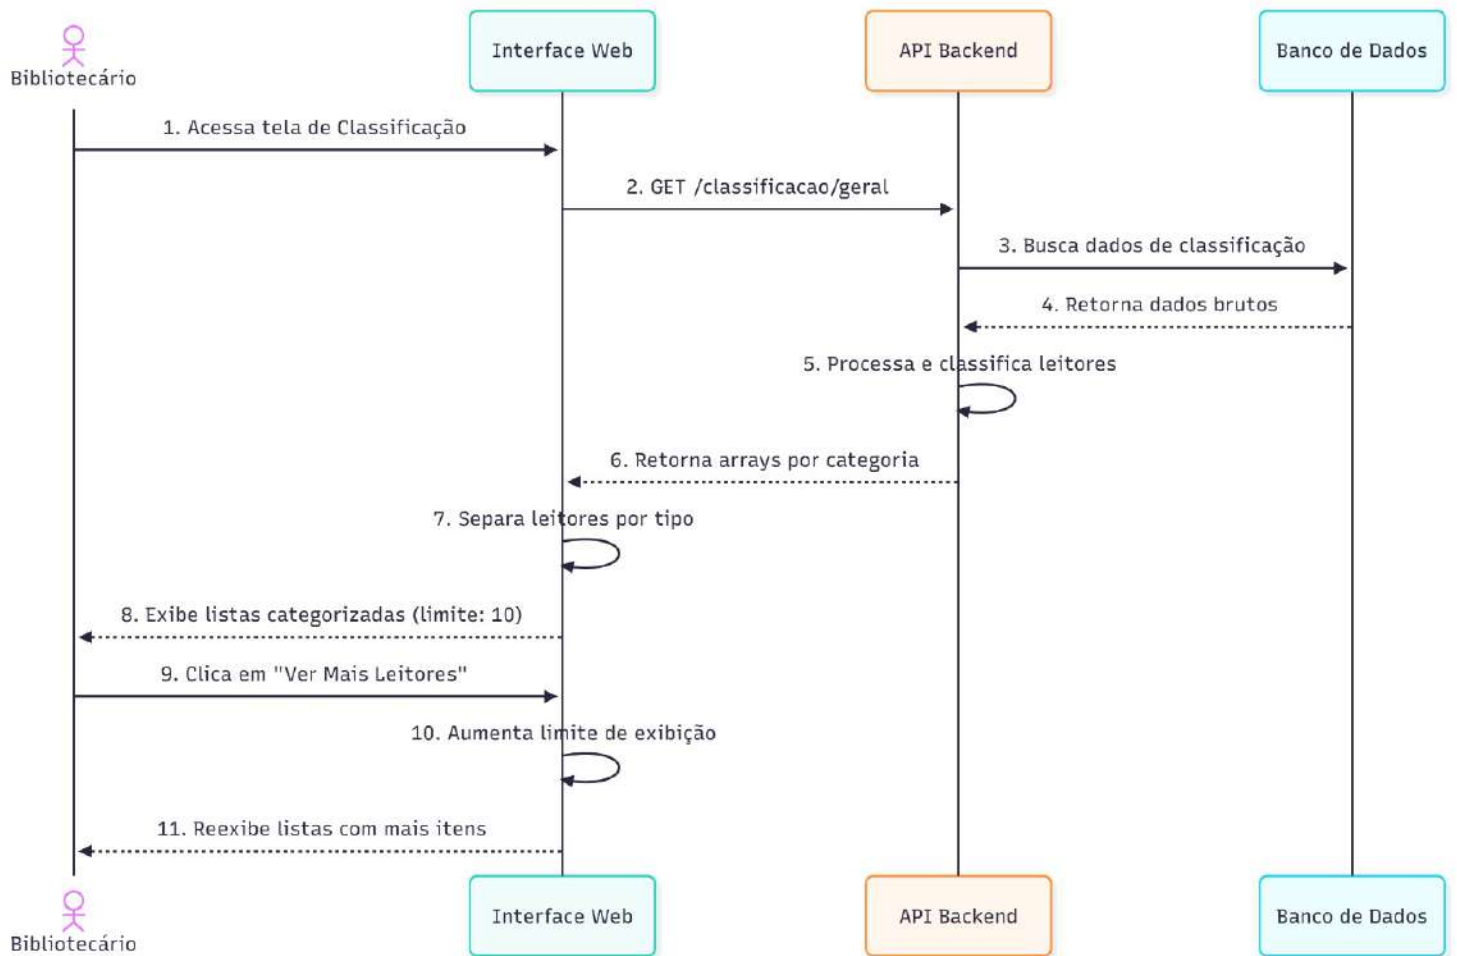 Interface Web
API Backend
Banco de Dados
Bibliotecário
1. Acessa tela de Classificação
2. GET /classificacao/geral
3. Busca dados de classificação
4. Retorna dados brutos
5. Processa e classifica leitores
6. Retorna arrays por categoria
7. Separa leitores por tipo
8. Exibe listas categorizadas (limite: 10)
9. Clica em "Ver Mais Leitores"
10. Aumenta limite de exibição
11. Reexibe listas com mais itens
Interface Web
API Backend
Banco de Dados
Bibliotecário